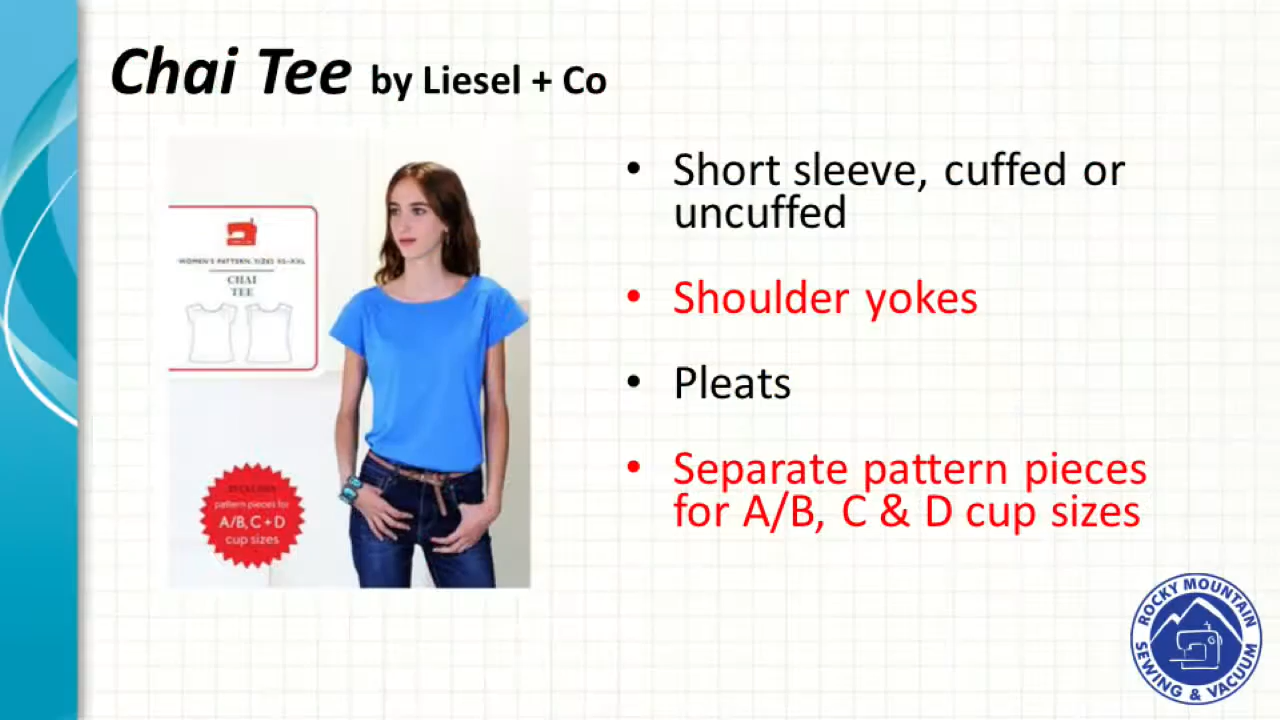 Chai Tee by Liesel + Co
• Short sleeve, cuffed or
uncuffed
• Shoulder yokes
• Pleats
• Separate pattern pieces
for A/B, C & D cup sizes
WOMEN'S PATTERN, SIZES XS-XXL
CHAI
TEE
INCLUDES
pattern pieces for
A/B, C + D
cup sizes
ROCKY MOUNTAIN
SEWING & VACUUM